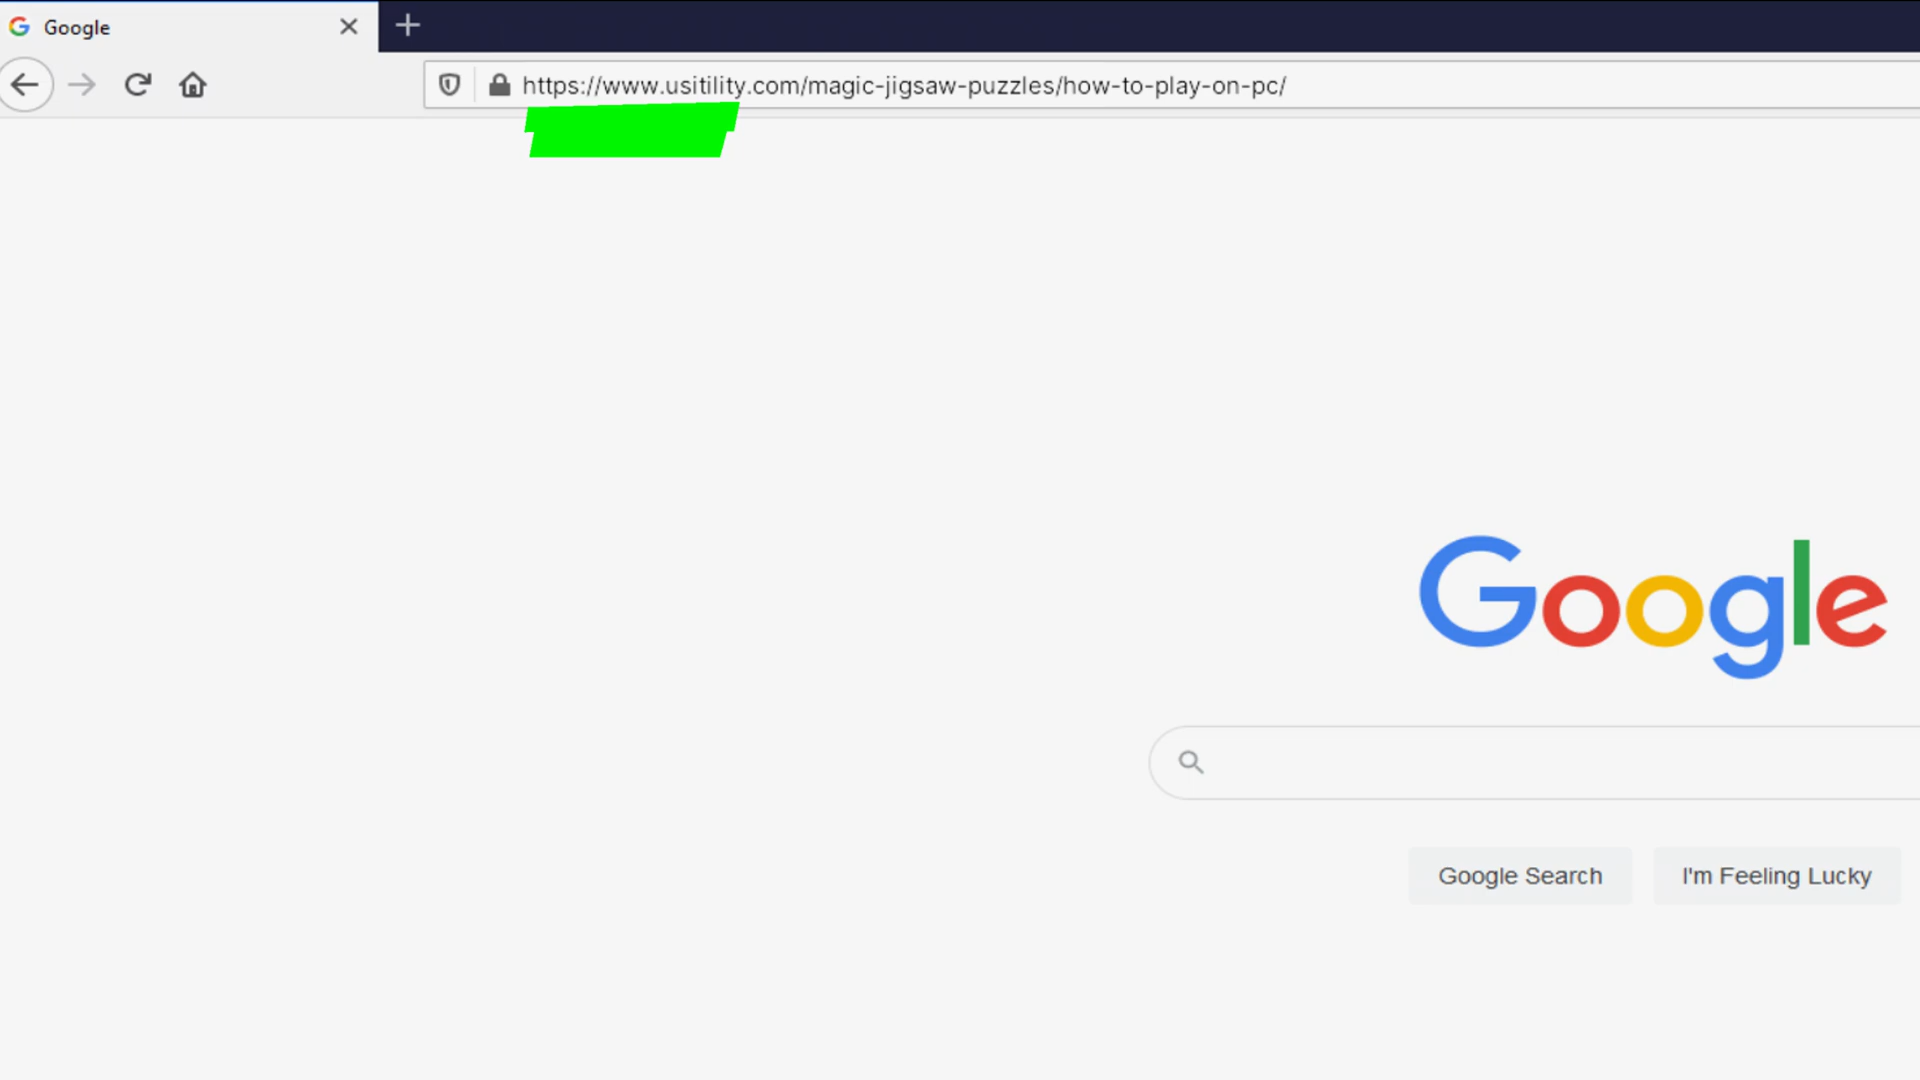 Google
https://www.usitility.com/magic-jigsaw-puzzles/how-to-play-on-pc/
Google
Google Search
I'm Feeling Lucky